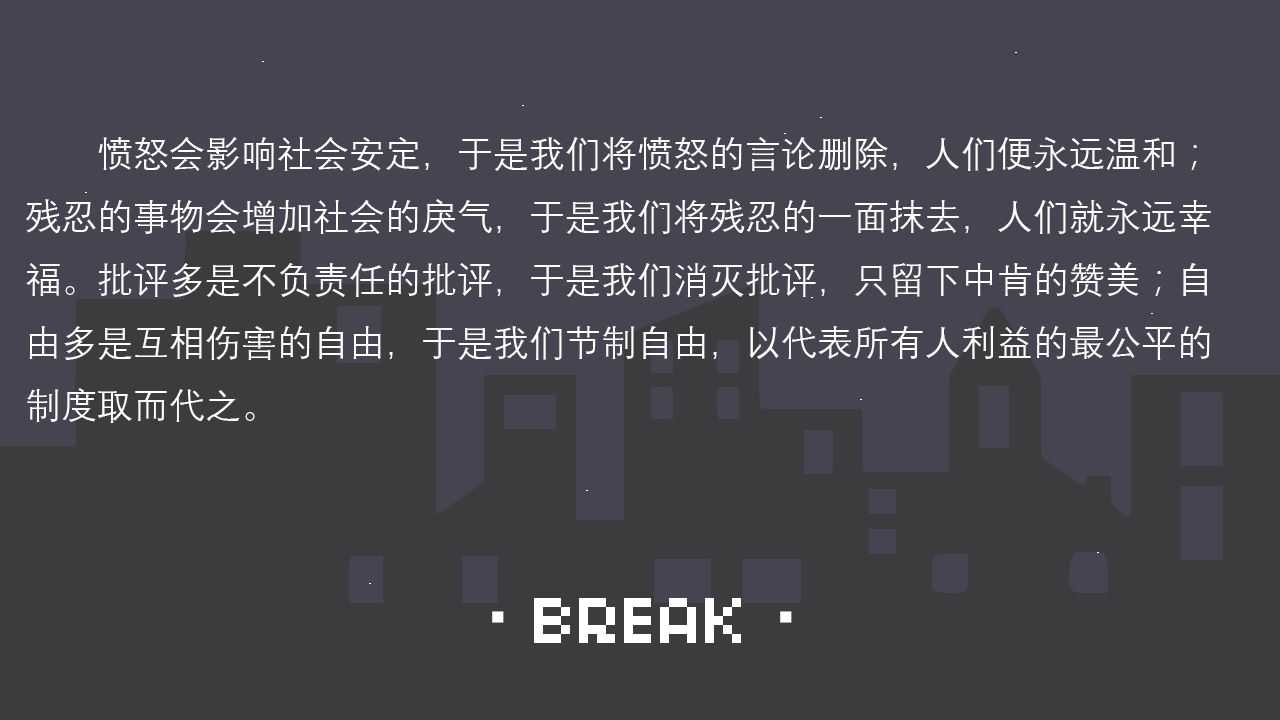 愤怒会影响社会安定，于是我们将愤怒的言论删除，人们便永远温和；
残忍的事物会增加社会的戾气，于是我们将残忍的一面抹去，人们就永远幸
福。批评多是不负责任的批评，于是我们消灭批评，只留下中肯的赞美；自
由多是互相伤害的自由，于是我们节制自由，以代表所有人利益的最公平的
制度取而代之。
· BREAK ·